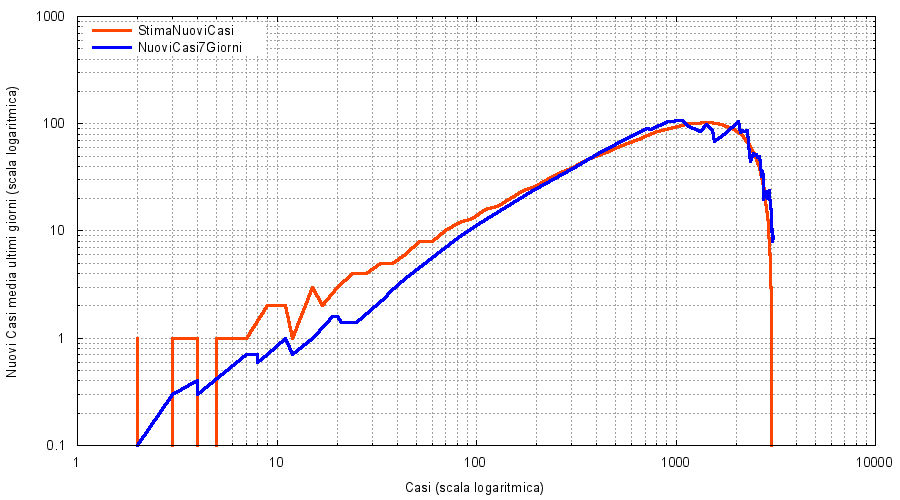 1000
StimaNuoviCasi
NuoviCasi7Giorni
100
10
1
0.1
Nuovi Casi media ultimi giorni (scala logaritmica)
1
10
100
1000
10000
Casi (scala logaritmica)